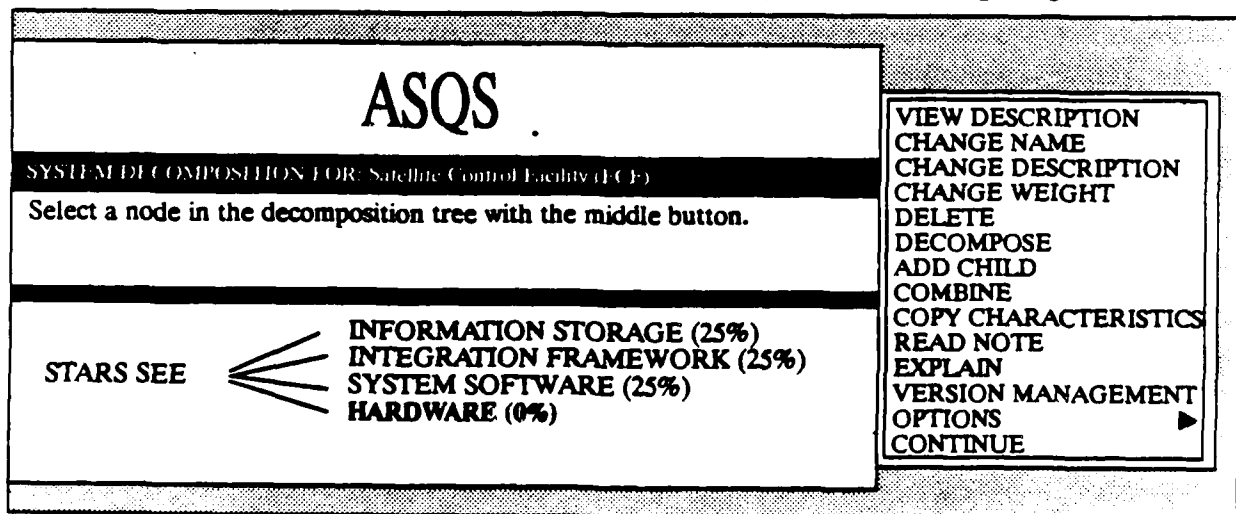 ASQS
SYSTEM DECOMPOSITION FOR: Satellite Control Facility (ECF)
Select a node in the decomposition tree with the middle button.
STARS SEE
INFORMATION STORAGE (25%)
INTEGRATION FRAMEWORK (25%)
SYSTEM SOFTWARE (25%)
HARDWARE (0%)
VIEW DESCRIPTION
CHANGE NAME
CHANGE DESCRIPTION
CHANGE WEIGHT
DELETE
DECOMPOSE
ADD CHILD
COMBINE
COPY CHARACTERISTICS
READ NOTE
EXPLAIN
VERSION MANAGEMENT
OPTIONS
CONTINUE